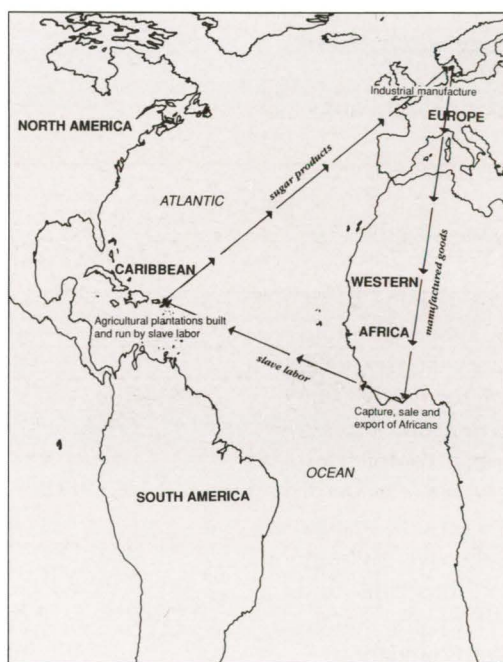 Industrial manufacture
EUROPE
NORTH AMERICA
sugar products
ATLANTIC
manufactured goods
CARIBBEAN
WESTERN
AFRICA
Agricultural plantations built
and run by slave labor
slave labor
Capture, sale and
export of Africans
OCEAN
SOUTH AMERICA